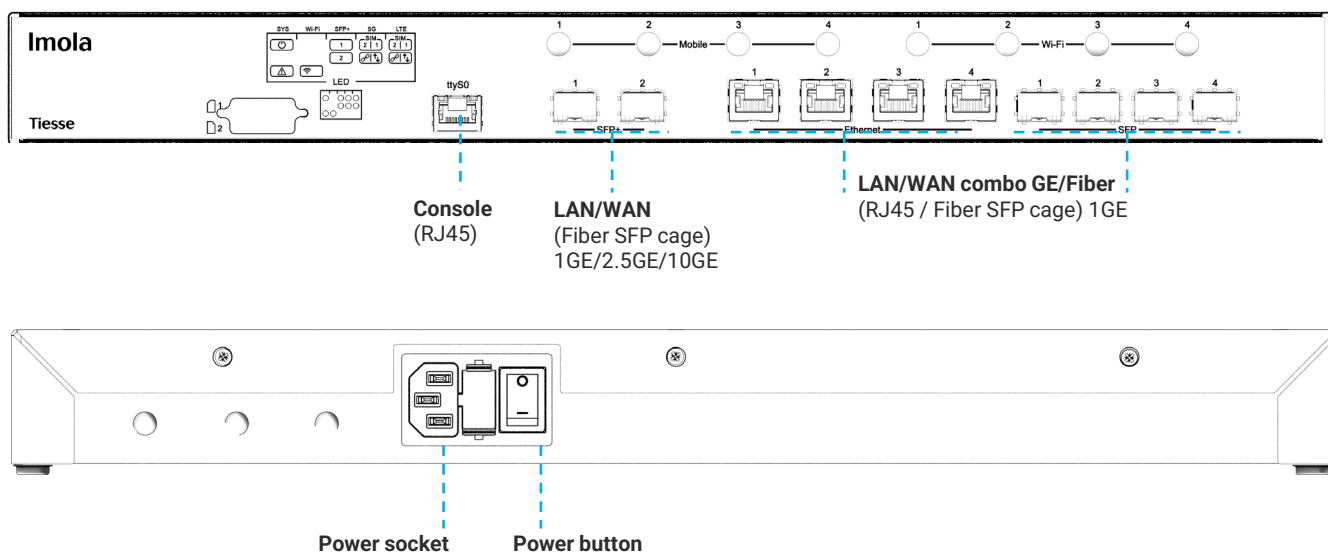 Imola
SYS Wi-Fi SFP+ 5G LTE
SIM SIM
1 2 1 2 1
2
LED
1
2
Tiesse
ttyS0
1 2 3 4
Mobile
1 2 3 4
Wi-Fi
1 2
SFP+
1 2 3 4
Ethernet
1 2 3 4
SFP
Console
(RJ45)
LAN/WAN
(Fiber SFP cage)
1GE/2.5GE/10GE
LAN/WAN combo GE/Fiber
(RJ45 / Fiber SFP cage) 1GE
Power socket
Power button